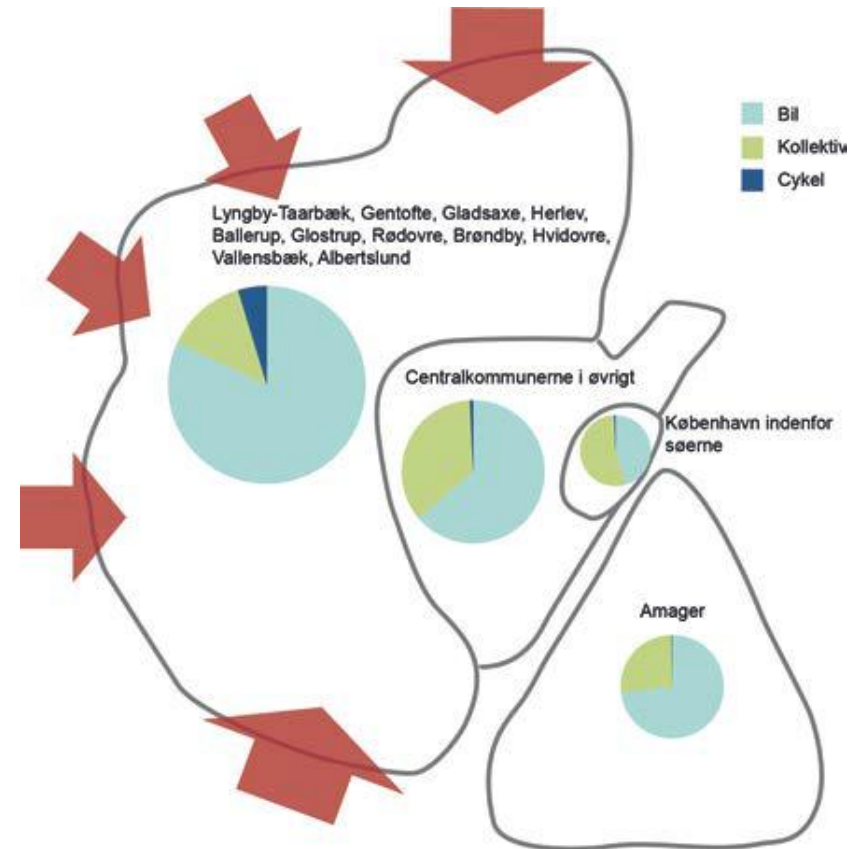 Bil
Kollektiv
Cykel
Lyngby-Taarbæk, Gentofte, Gladsaxe, Herlev,
Ballerup, Glostrup, Rødovre, Brøndby, Hvidovre,
Vallensbæk, Albertslund
Centralkommunerne i øvrigt
København indenfor
søerne
Amager